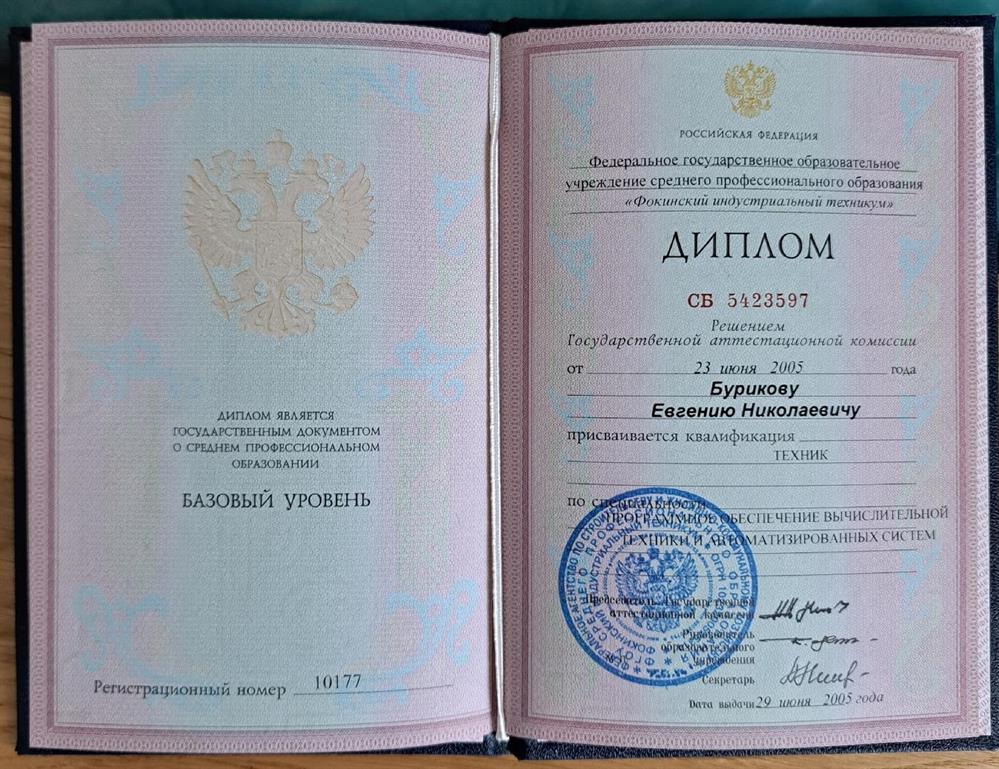 ДИПЛОМ ЯВЛЯЕТСЯ
ГОСУДАРСТВЕННЫМ ДОКУМЕНТОМ
О СРЕДНЕМ ПРОФЕССИОНАЛЬНОМ
ОБРАЗОВАНИИ
БАЗОВЫЙ УРОВЕНЬ
Регистрационный номер 10177
РОССИЙСКАЯ ФЕДЕРАЦИЯ
Федеральное государственное образовательное
учреждение среднего профессионального образования
«Фокинский индустриальный техникум»
ДИПЛОМ
СБ 5423597
Решением
Государственной аттестационной комиссии
от 23 июня 2005 года
Бурикову
Евгению Николаевичу
присваивается квалификация
ТЕХНИК
по специальности
ПРОГРАММНОЕ ОБЕСПЕЧЕНИЕ ВЫЧИСЛИТЕЛЬНОЙ
ТЕХНИКИ И АВТОМАТИЗИРОВАННЫХ СИСТЕМ
Председатель Государственной
аттестационной комиссии
Руководитель
образовательного
учреждения
Секретарь
Дата выдачи 29 июня 2005 года